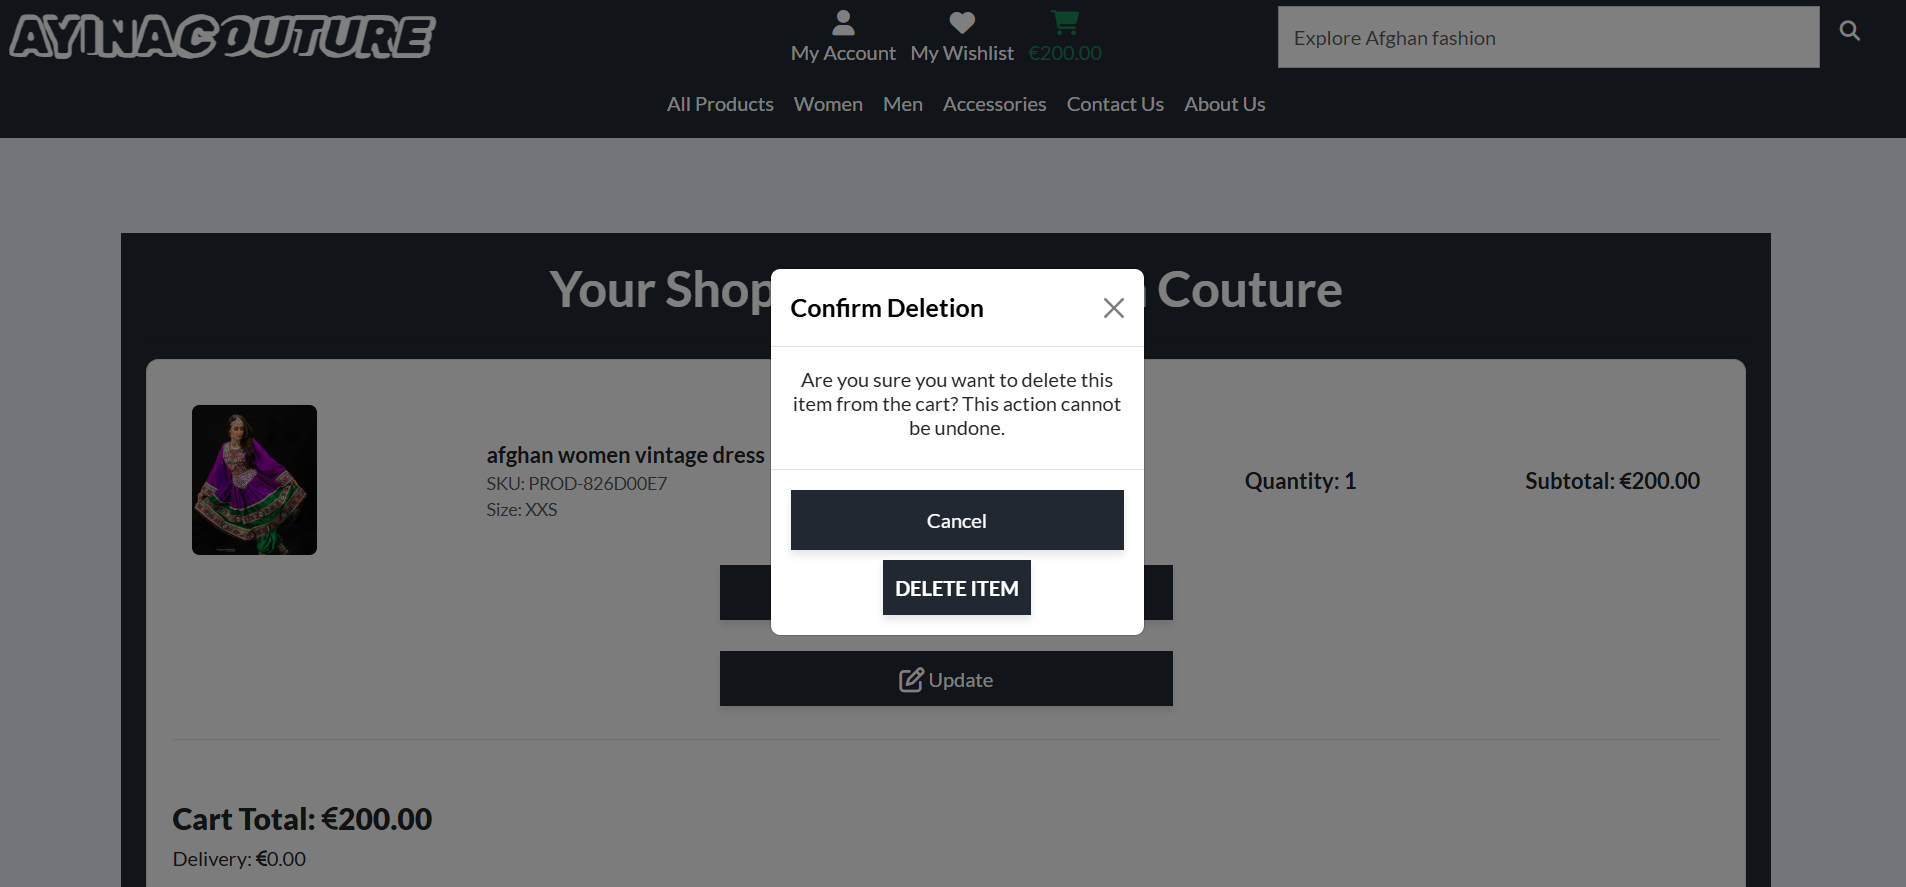 AYINACOUTURE
My Account My Wishlist €200.00
Explore Afghan fashion
All Products Women Men Accessories Contact Us About Us
Your Shop Couture
Confirm Deletion
Are you sure you want to delete this
item from the cart? This action cannot
be undone.
Cancel
DELETE ITEM
afghan women vintage dress
SKU: PROD-826D00E7
Size: XXS
Quantity: 1
Subtotal: €200.00
Update
Cart Total: €200.00
Delivery: €0.00